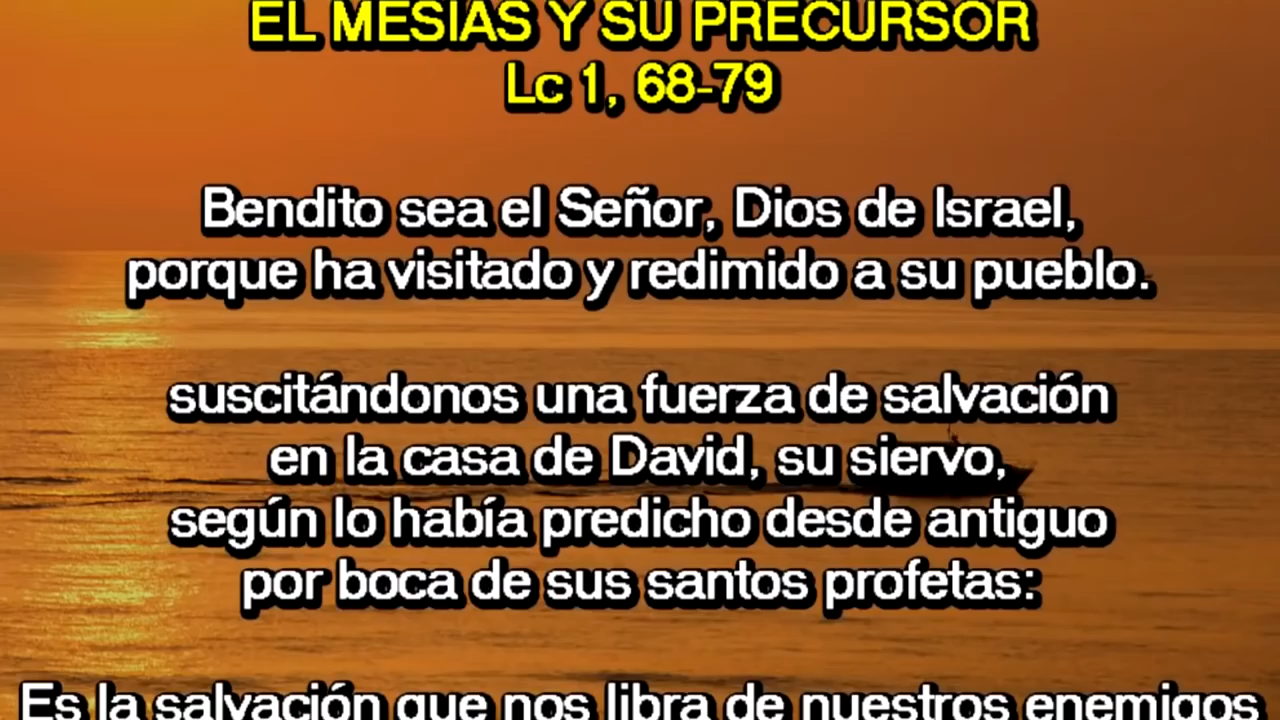 EL MESIAS Y SU PRECURSOR
Lc 1, 68-79
Bendito sea el Señor, Dios de Israel,
porque ha visitado y redimido a su pueblo.
suscitándonos una fuerza de salvación
en la casa de David, su siervo,
según lo había predicho desde antiguo
por boca de sus santos profetas:
Es la salvación que nos libra de nuestros enemigos